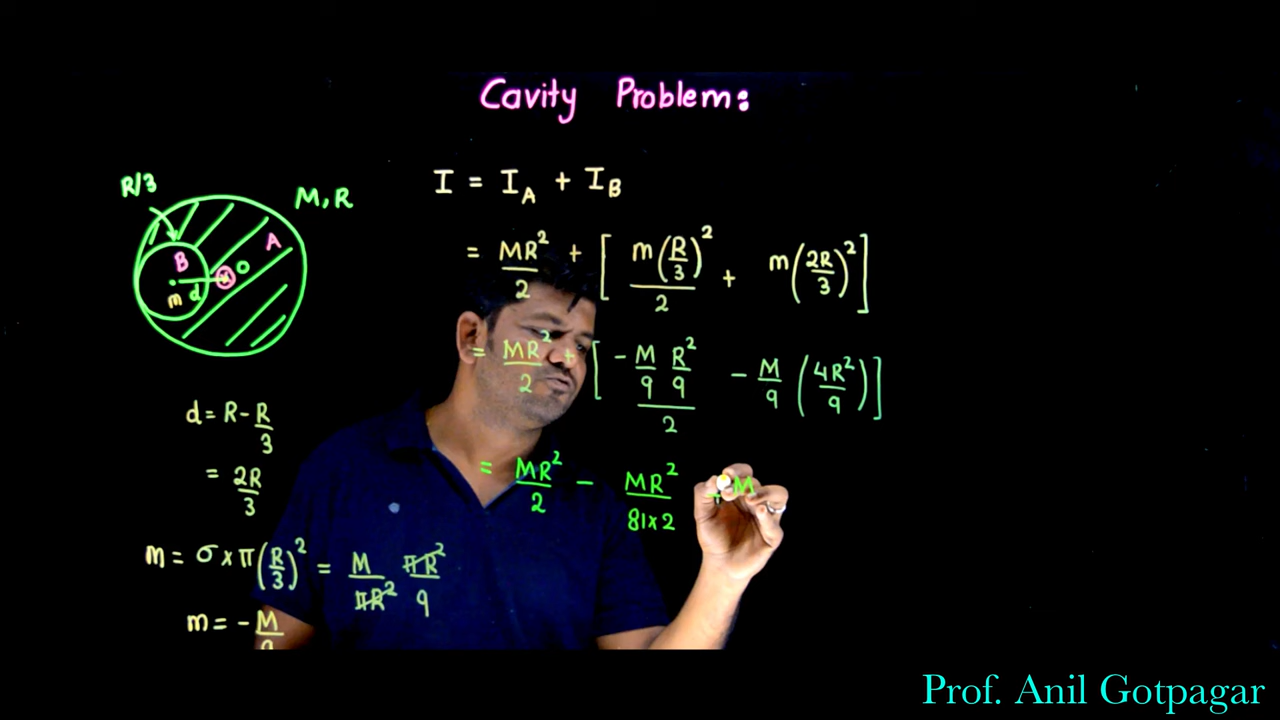 Cavity Problem:
R/3
M, R
A
B
O
m d
d = R - R/3
= 2R/3
m = σ × π(R/3)² = M/πR² πR²/9
m = - M/9
I = I_A + I_B
= MR²/2 + [ m(R/3)²/2 + m(2R/3)² ]
= MR²/2 + [ - M/9 R²/9 /2 - M/9 (4R²/9) ]
= MR²/2 - MR²/81×2 + M
Prof. Anil Gotpagar